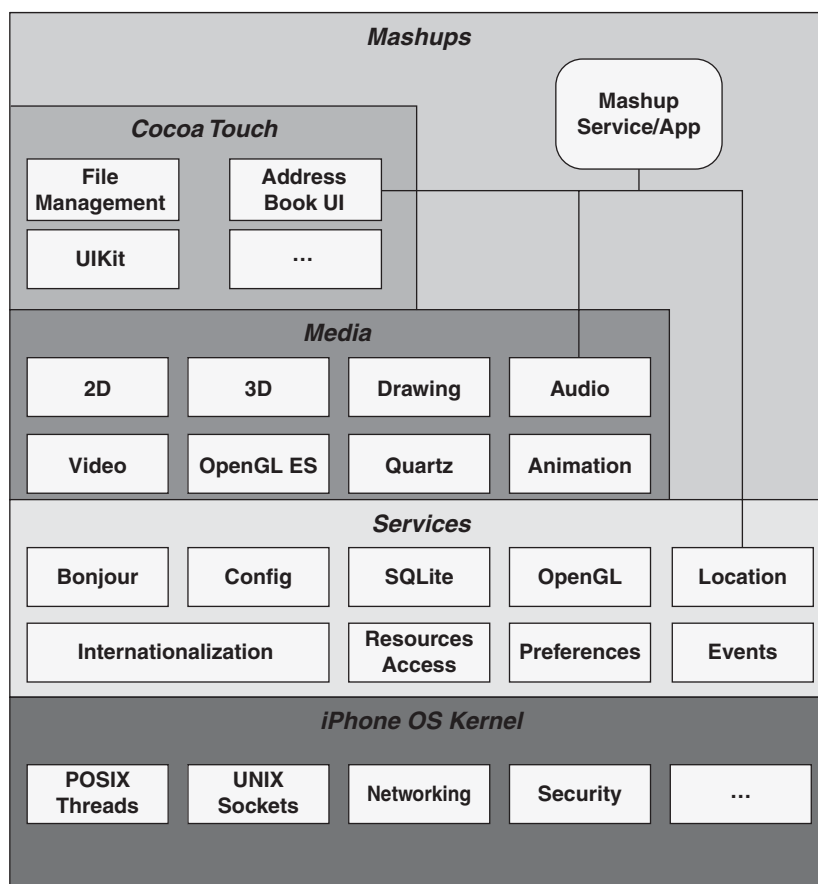 Mashups
Mashup
Service/App
Cocoa Touch
File
Management
Address
Book UI
UIKit
...
Media
2D
3D
Drawing
Audio
Video
OpenGL ES
Quartz
Animation
Services
Bonjour
Config
SQLite
OpenGL
Location
Internationalization
Resources
Access
Preferences
Events
iPhone OS Kernel
POSIX
Threads
UNIX
Sockets
Networking
Security
...